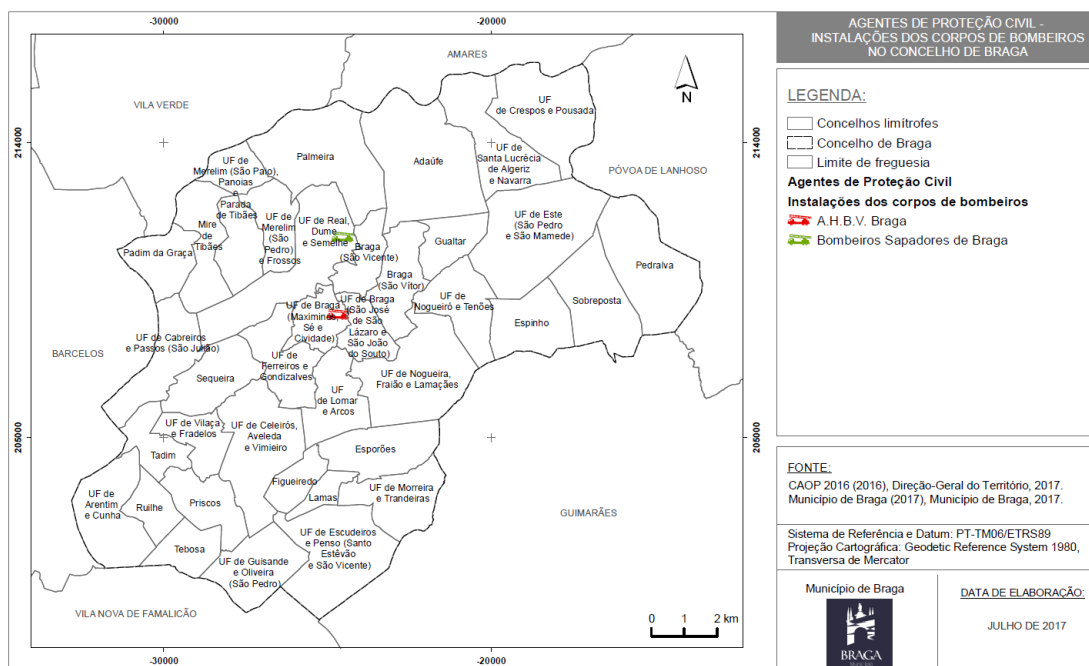 -30000
-20000
AGENTES DE PROTEÇÃO CIVIL -
INSTALAÇÕES DOS CORPOS DE BOMBEIROS
NO CONCELHO DE BRAGA
AMARES
VILA VERDE
N
214000
214000
PÓVOA DE LANHOSO
UF
de Crespos e Pousada
Palmeira
Adaúfe
UF de
Santa Lucrécia
de Algeriz
e Navarra
UF de
Merelim (São Paio),
Panoias
e
Parada
de Tibães
Mire
de
Tibães
UF de
Merelim
(São
Pedro)
e Frossos
UF de Real,
Dume
e Semelhe
UF de Este
(São Pedro
e São Mamede)
Padim da Graça
Braga
(São Vicente)
Gualtar
Pedralva
Braga
(São Vítor)
UF de
Nogueiró e Tenões
Sobreposta
Espinho
UF de Braga
(Maximinos,
Sé e
Cividade)
UF de Braga
(São José
de São
Lázaro e
São João
do Souto)
BARCELOS
UF de Cabreiros
e Passos (São Julião)
UF de
Ferreiros e
Gondizalves
UF de Nogueira,
Fraião e Lamaçães
Sequeira
UF
de Lomar
e Arcos
205000
205000
UF de Vilaça
e Fradelos
UF de Celeirós,
Aveleda
e Vimieiro
Esporões
Tadim
Figueiredo
Lamas
UF de Morreira
e Trandeiras
UF de
Arentim
e Cunha
Ruilhe
Priscos
GUIMARÃES
Tebosa
UF de Escudeiros
e Penso (Santo
Estêvão
e São Vicente)
UF de Guisande
e Oliveira
(São Pedro)
VILA NOVA DE FAMALICÃO
0 1 2 km
-30000
-20000
LEGENDA:
Concelhos limítrofes
Concelho de Braga
Limite de freguesia
Agentes de Proteção Civil
Instalações dos corpos de bombeiros
A.H.B.V. Braga
Bombeiros Sapadores de Braga
FONTE:
CAOP 2016 (2016), Direção-Geral do Território, 2017.
Município de Braga (2017), Município de Braga, 2017.
Sistema de Referência e Datum: PT-TM06/ETRS89
Projeção Cartográfica: Geodetic Reference System 1980,
Transversa de Mercator
Município de Braga
BRAGA
DATA DE ELABORAÇÃO:
JULHO DE 2017